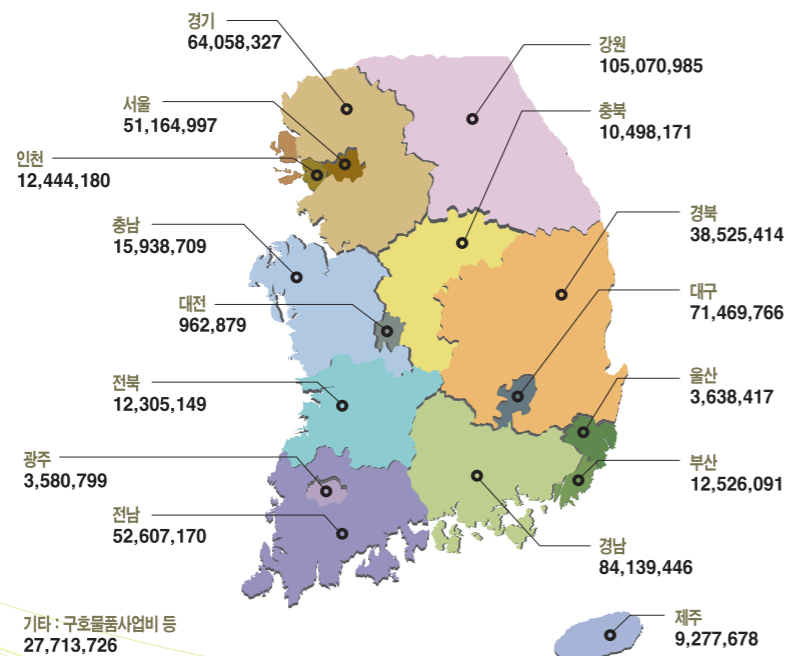 경기
64,058,327
강원
105,070,985
서울
51,164,997
충북
10,498,171
인천
12,444,180
경북
38,525,414
충남
15,938,709
대구
71,469,766
대전
962,879
울산
3,638,417
전북
12,305,149
광주
3,580,799
부산
12,526,091
전남
52,607,170
경남
84,139,446
기타 : 구호물품사업비 등
27,713,726
제주
9,277,678